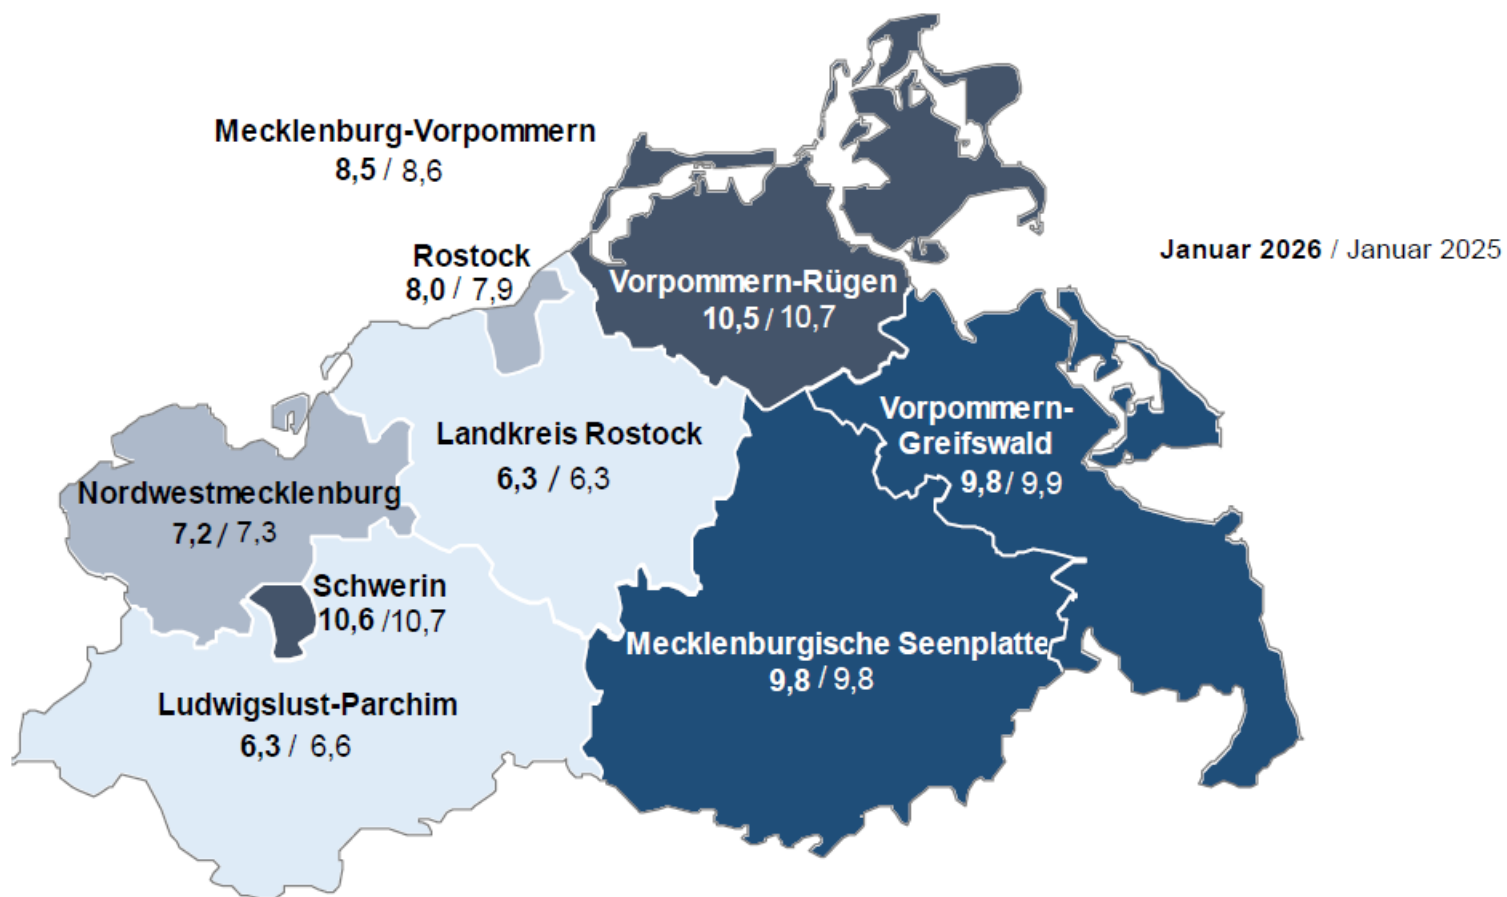 Mecklenburg-Vorpommern
8,5 / 8,6
Rostock
8,0 / 7,9
Januar 2026 / Januar 2025
Vorpommern-Rügen
10,5 / 10,7
Vorpommern-
Greifswald
9,8 / 9,9
Landkreis Rostock
6,3 / 6,3
Nordwestmecklenburg
7,2 / 7,3
Schwerin
10,6 /10,7
Mecklenburgische Seenplatte
9,8 / 9,8
Ludwigslust-Parchim
6,3 / 6,6